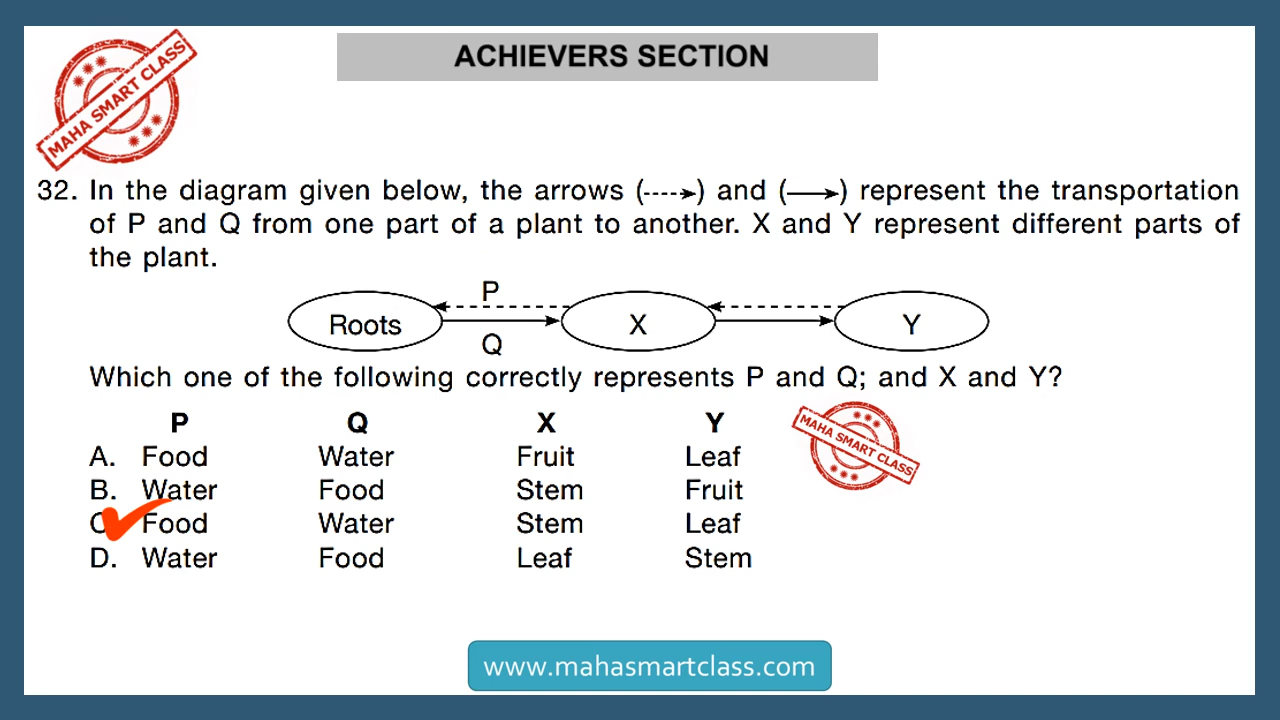 ACHIEVERS SECTION
MAHA SMART CLASS
32. In the diagram given below, the arrows (----►) and (──►) represent the transportation
of P and Q from one part of a plant to another. X and Y represent different parts of
the plant.
P
Roots X Y
Q
Which one of the following correctly represents P and Q; and X and Y?
P Q X Y
MAHA SMART CLASS
A. Food Water Fruit Leaf
B. Water Food Stem Fruit
C. Food Water Stem Leaf
D. Water Food Leaf Stem
www.mahasmartclass.com